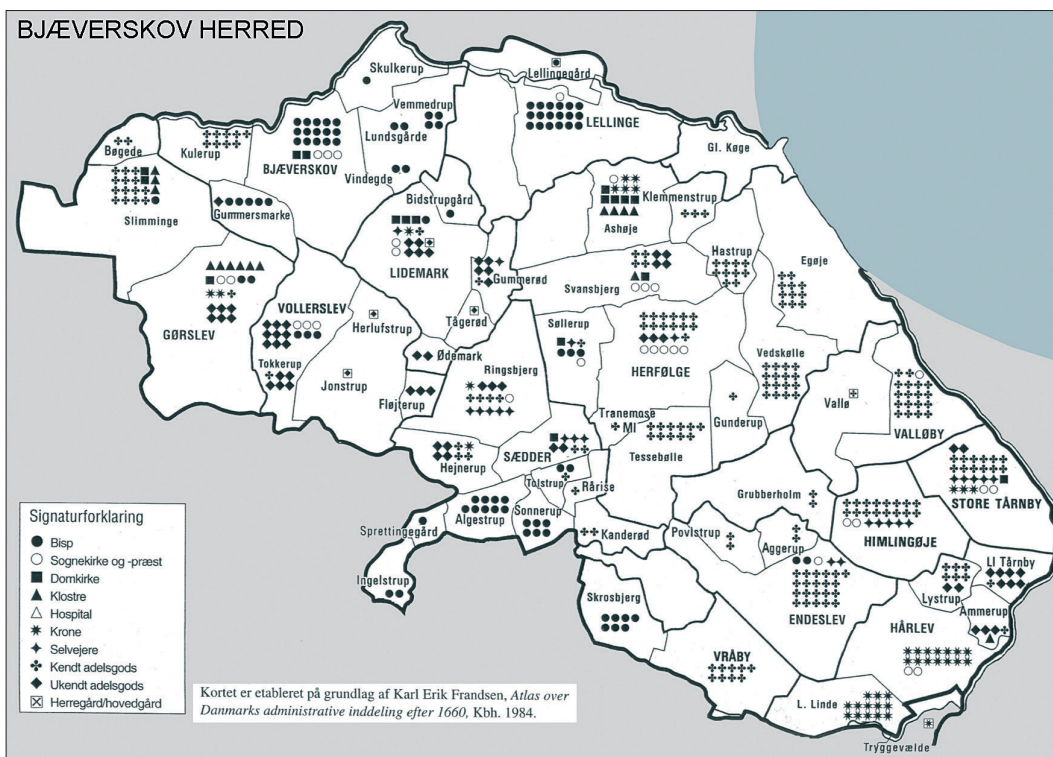 BJÆVERSKOV HERRED
Skulkerup
Lellingegård
Vemmedrup
Lundsgårde
LELLINGE
Bøgede
Kulerup
BJÆVERSKOV
Gl. Køge
Vindegde
Bidstrupgård
Klemmenstrup
Slimminge
Gummersmarke
Ashøje
LIDEMARK
Gummerød
Hastrup
Egøje
Svansbjerg
VOLLERSLEV
GØRSLEV
Herlufstrup
Tågerød
Søllerup
Ødemark
Ringsbjerg
HERFØLGE
Vedskølle
Tokkerup
Jonstrup
Fløjterup
Vallø
Tranemose
Ml
Gunderup
VALLØBY
Hejnerup
SÆDDER
Tessebølle
Tolstrup
Rårise
Grubberholm
STORE TÅRNBY
Sprettingegård
Algestrup
Sonnerup
Kanderød
Povlstrup
Aggerup
HIMLINGØJE
Ll Tårnby
Ingelstrup
Skrosbjerg
Lystrup
Ammerup
ENDESLEV
HÅRLEV
VRÅBY
L. Linde
Tryggevælde
Signaturforklaring
Bisp
Sognekirke og -præst
Domkirke
Klostre
Hospital
Krone
Selvejere
Kendt adelsgods
Ukendt adelsgods
Herregård/hovedgård
Kortet er etableret på grundlag af Karl Erik Frandsen, Atlas over
Danmarks administrative inddeling efter 1660, Kbh. 1984.